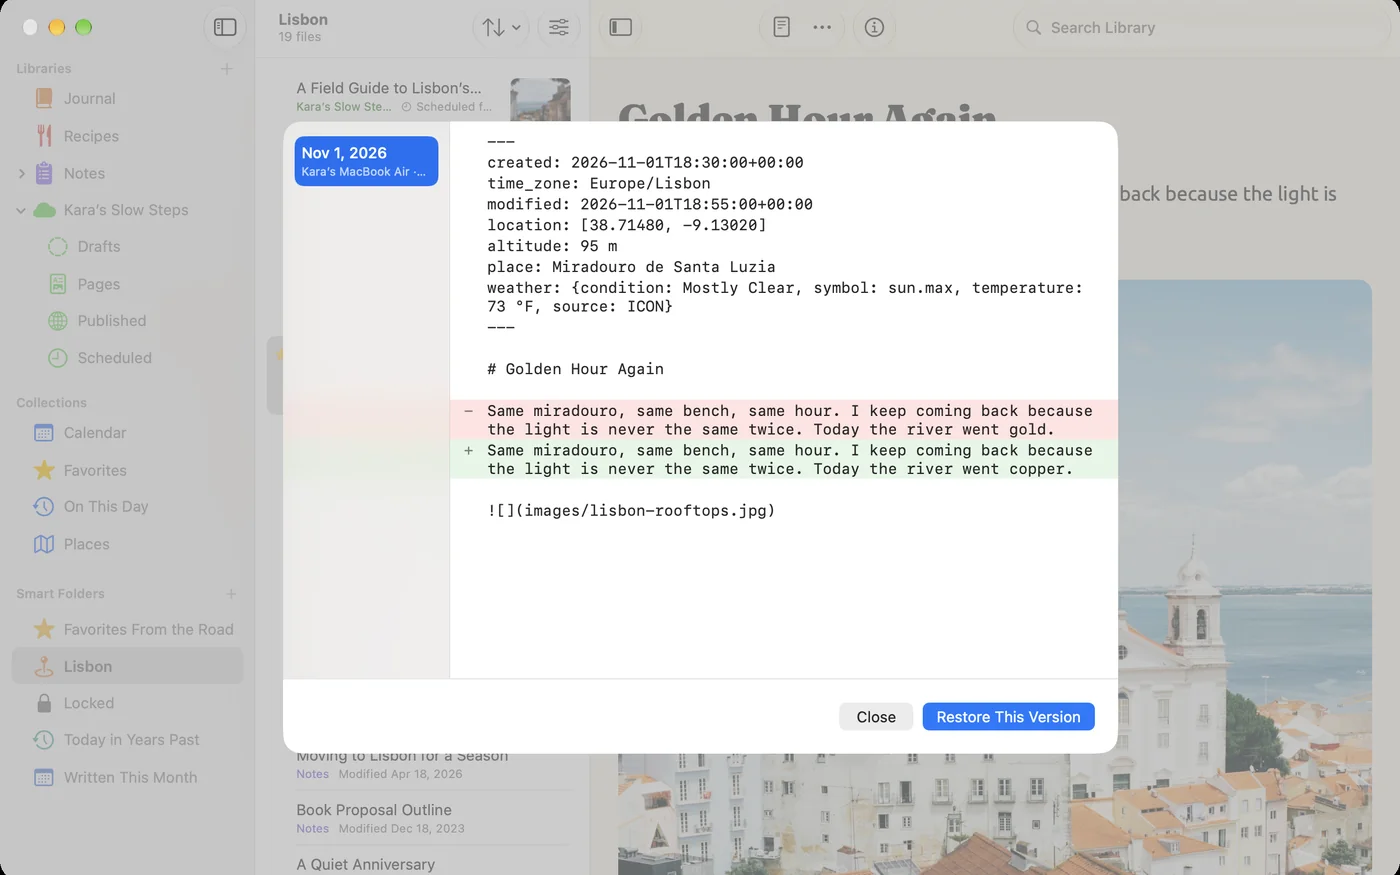 Lisbon
19 files
Search Library
Libraries
Journal
Recipes
Notes
Kara's Slow Steps
Drafts
Pages
Published
Scheduled
Collections
Calendar
Favorites
On This Day
Places
Smart Folders
Favorites From the Road
Lisbon
Locked
Today in Years Past
Written This Month
A Field Guide to Lisbon's...
Kara's Slow Ste... Scheduled f...
Golden Hour Again
back because the light is
Nov 1, 2026
Kara's MacBook Air ·...
---
created: 2026-11-01T18:30:00+00:00
time_zone: Europe/Lisbon
modified: 2026-11-01T18:55:00+00:00
location: [38.71480, -9.13020]
altitude: 95 m
place: Miradouro de Santa Luzia
weather: {condition: Mostly Clear, symbol: sun.max, temperature:
73 °F, source: ICON}
---
# Golden Hour Again
- Same miradouro, same bench, same hour. I keep coming back because
the light is never the same twice. Today the river went gold.
+ Same miradouro, same bench, same hour. I keep coming back because
the light is never the same twice. Today the river went copper.
![](images/lisbon-rooftops.jpg)
Close
Restore This Version
Moving to Lisbon for a Season
Notes Modified Apr 18, 2026
Book Proposal Outline
Notes Modified Dec 18, 2023
A Quiet Anniversary